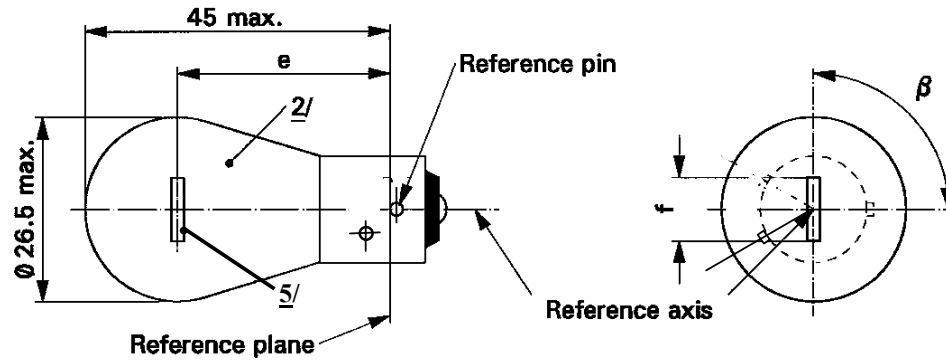 45 max.
e
Reference pin
β
2/
Ø 26.5 max.
f
5/
Reference axis
Reference plane